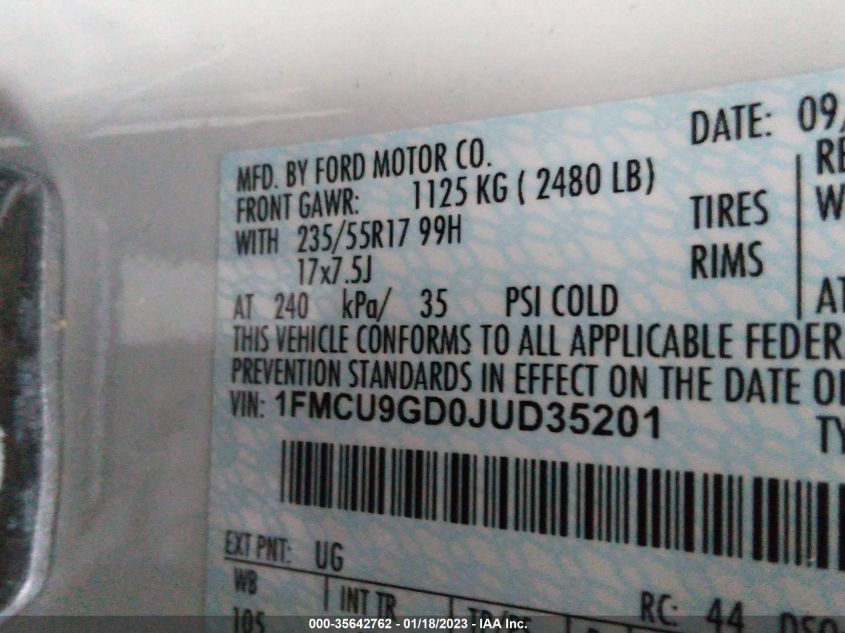 DATE: 09/
MFD. BY FORD MOTOR CO.
FRONT GAWR: 1125 KG ( 2480 LB)
WITH 235/55R17 99H TIRES
17x7.5J RIMS
AT 240 kPa/ 35 PSI COLD
THIS VEHICLE CONFORMS TO ALL APPLICABLE FEDER
PREVENTION STANDARDS IN EFFECT ON THE DATE O
VIN: 1FMCU9GD0JUD35201
EXT PNT: UG
RC: 44
WB
INT TR
105
000-35642762 / 01/18/2023 - IAA Inc.